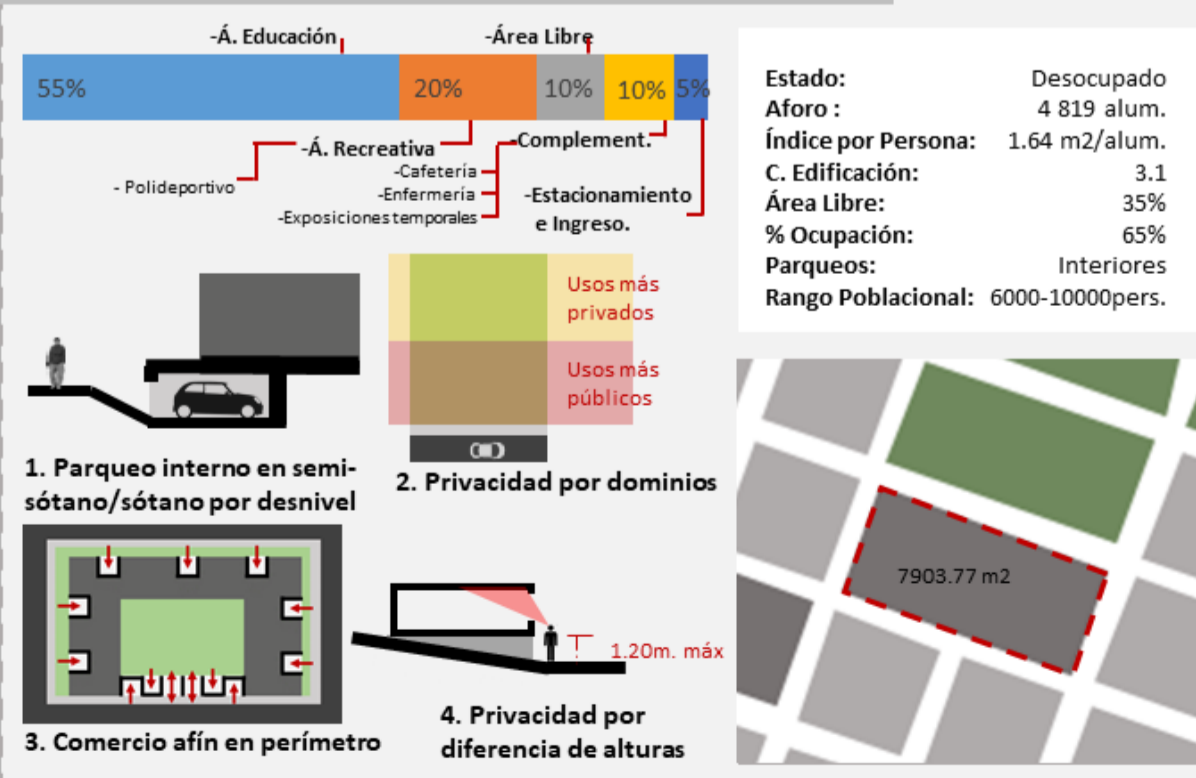 -Á. Educación
-Área Libre
55%
20%
10%
10%
5%
-Á. Recreativa
-Complement.
- Polideportivo
-Cafetería
-Enfermería
-Exposiciones temporales
-Estacionamiento
e Ingreso.
Estado: Desocupado
Aforo : 4 819 alum.
Índice por Persona: 1.64 m2/alum.
C. Edificación: 3.1
Área Libre: 35%
% Ocupación: 65%
Parqueos: Interiores
Rango Poblacional: 6000-10000pers.
Usos más
privados
Usos más
públicos
1. Parqueo interno en semi-
sótano/sótano por desnivel
2. Privacidad por dominios
7903.77 m2
1.20m. máx
3. Comercio afín en perímetro
4. Privacidad por
diferencia de alturas